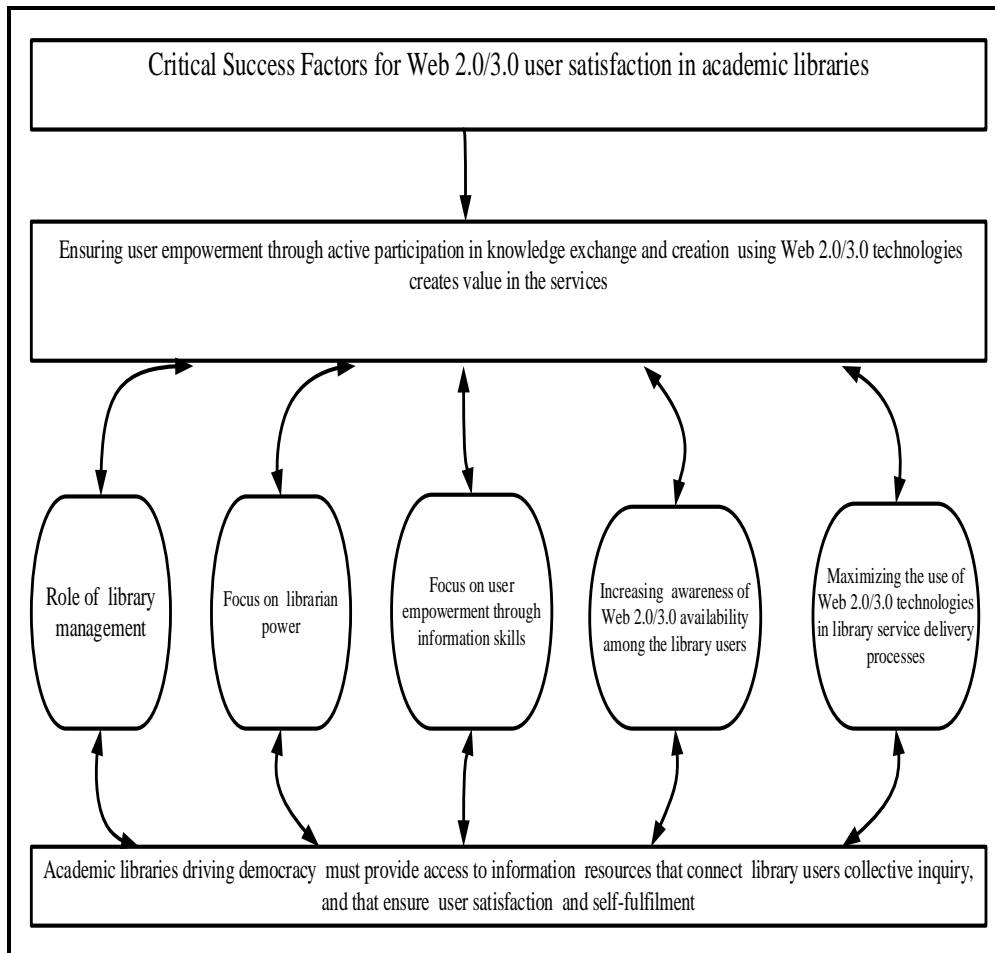 Critical Success Factors for Web 2.0/3.0 user satisfaction in academic libraries
Ensuring user empowerment through active participation in knowledge exchange and creation using Web 2.0/3.0 technologies
creates value in the services
Role of library
management
Focus on librarian
power
Focus on user
empowerment through
information skills
Increasing awareness of
Web 2.0/3.0 availability
among the library users
Maximizing the use of
Web 2.0/3.0 technologies
in library service delivery
processes
Academic libraries driving democracy must provide access to information resources that connect library users collective inquiry,
and that ensure user satisfaction and self-fulfilment